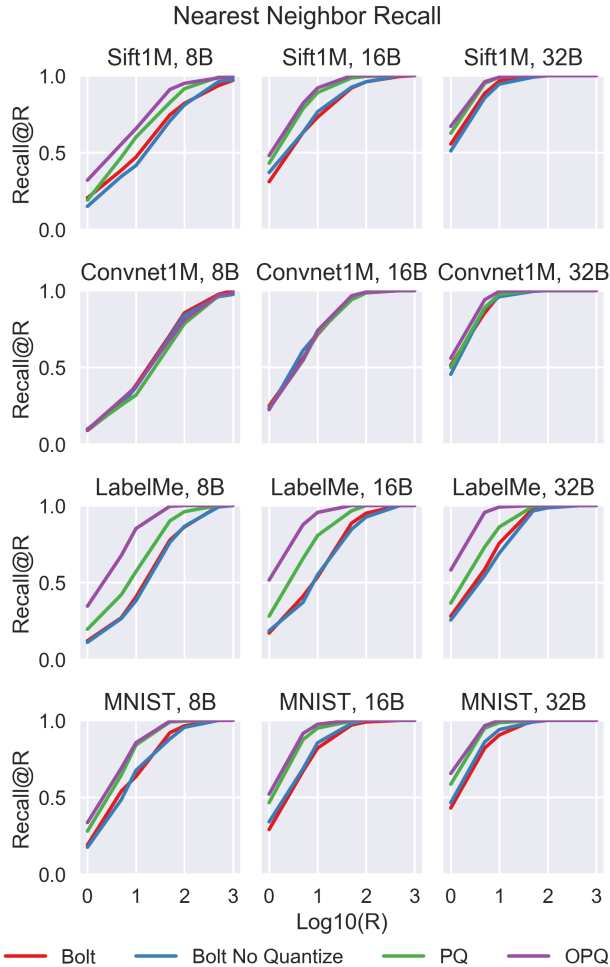 Nearest Neighbor Recall
Sift1M, 8B Sift1M, 16B Sift1M, 32B
1.0
0.5
0.0
Recall@R
Convnet1M, 8B Convnet1M, 16B Convnet1M, 32B
1.0
0.5
0.0
Recall@R
LabelMe, 8B LabelMe, 16B LabelMe, 32B
1.0
0.5
0.0
Recall@R
MNIST, 8B MNIST, 16B MNIST, 32B
1.0
0.5
0.0
Recall@R
0 1 2 3 0 1 2 3 0 1 2 3
Log10(R)
Bolt Bolt No Quantize PQ OPQ